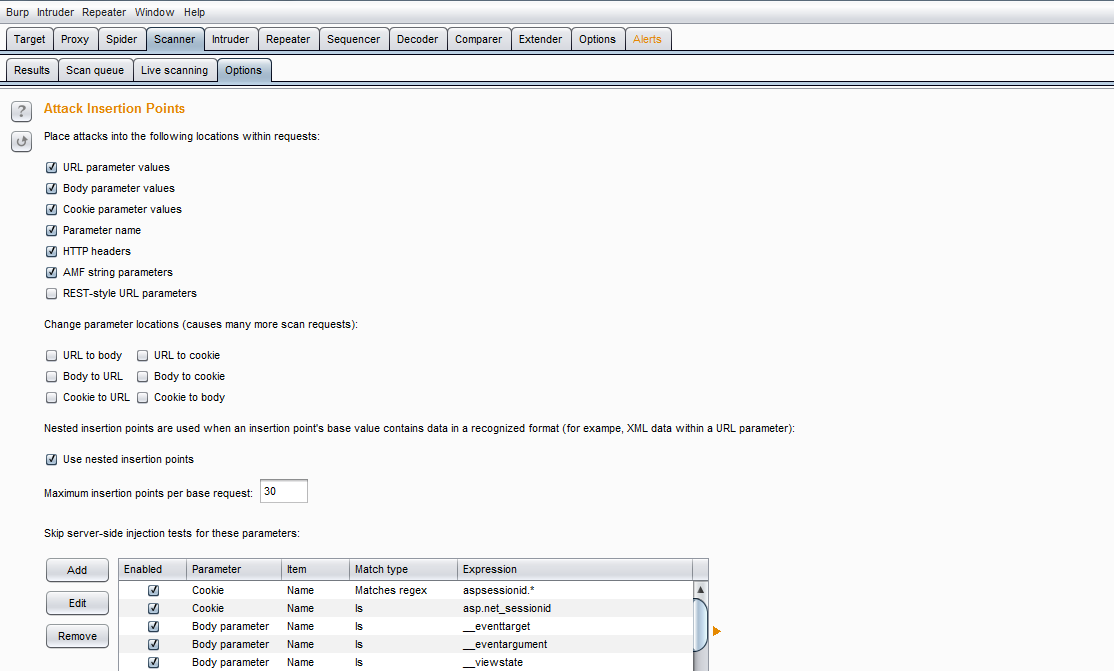 Burp Intruder Repeater Window Help
Target Proxy Spider Scanner Intruder Repeater Sequencer Decoder Comparer Extender Options Alerts
Results Scan queue Live scanning Options
? Attack Insertion Points
Place attacks into the following locations within requests:
URL parameter values
Body parameter values
Cookie parameter values
Parameter name
HTTP headers
AMF string parameters
REST-style URL parameters
Change parameter locations (causes many more scan requests):
URL to body URL to cookie
Body to URL Body to cookie
Cookie to URL Cookie to body
Nested insertion points are used when an insertion point's base value contains data in a recognized format (for exampe, XML data within a URL parameter):
Use nested insertion points
Maximum insertion points per base request: 30
Skip server-side injection tests for these parameters:
Add Enabled Parameter Item Match type Expression
Cookie Name Matches regex aspsessionid.*
Edit Cookie Name Is asp.net_sessionid
Body parameter Name Is __eventtarget
Remove Body parameter Name Is __eventargument
Body parameter Name Is __viewstate